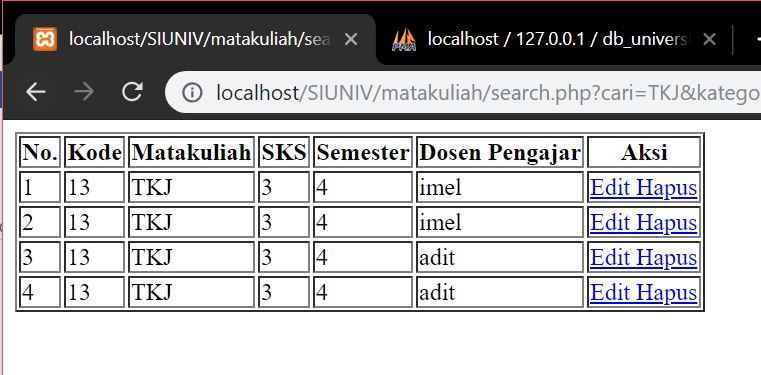 localhost/SIUNIV/matakuliah/sea
localhost / 127.0.0.1 / db_univers
localhost/SIUNIV/matakuliah/search.php?cari=TKJ&katego
No. Kode Matakuliah SKS Semester Dosen Pengajar Aksi
1 13 TKJ 3 4 imel Edit Hapus
2 13 TKJ 3 4 imel Edit Hapus
3 13 TKJ 3 4 adit Edit Hapus
4 13 TKJ 3 4 adit Edit Hapus